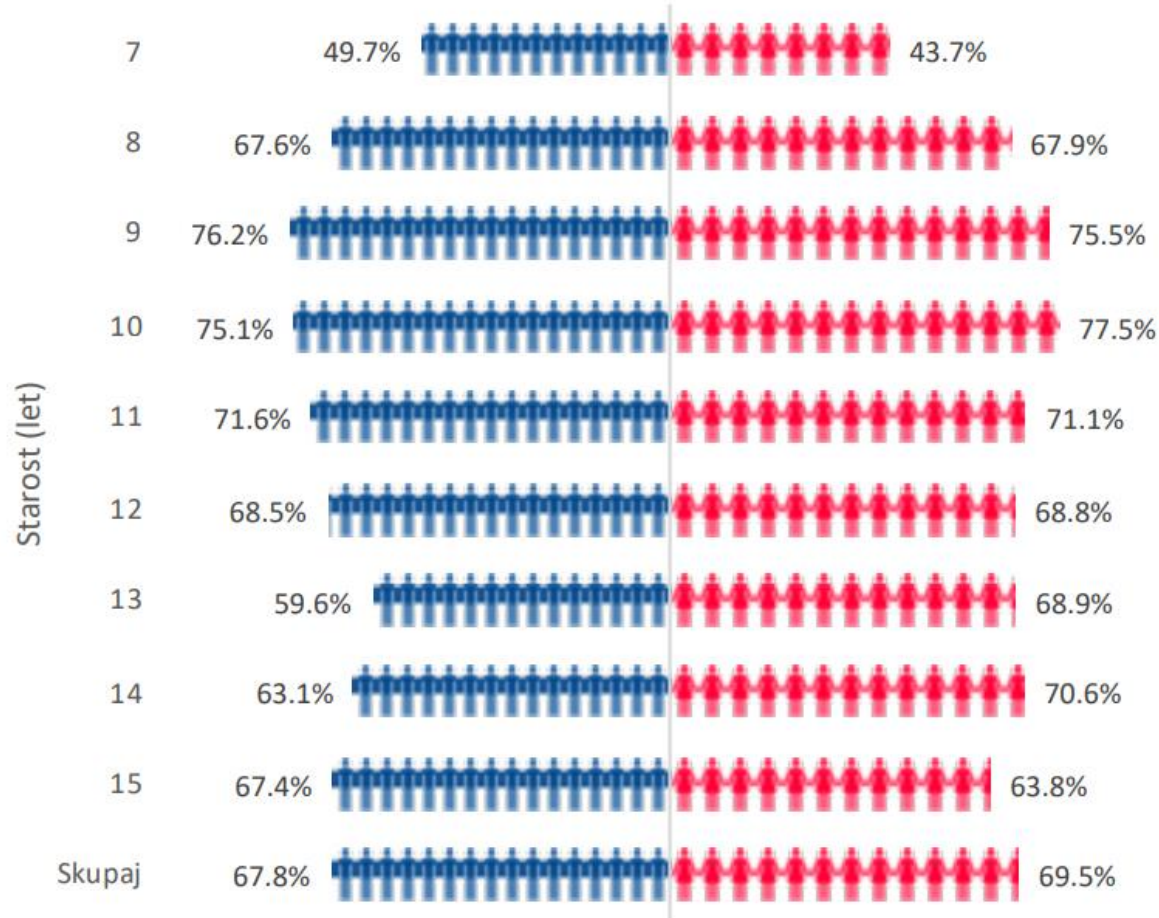 7 49.7% 43.7%
8 67.6% 67.9%
9 76.2% 75.5%
10 75.1% 77.5%
11 71.6% 71.1%
12 68.5% 68.8%
13 59.6% 68.9%
14 63.1% 70.6%
15 67.4% 63.8%
Skupaj 67.8% 69.5%
Starost (let)